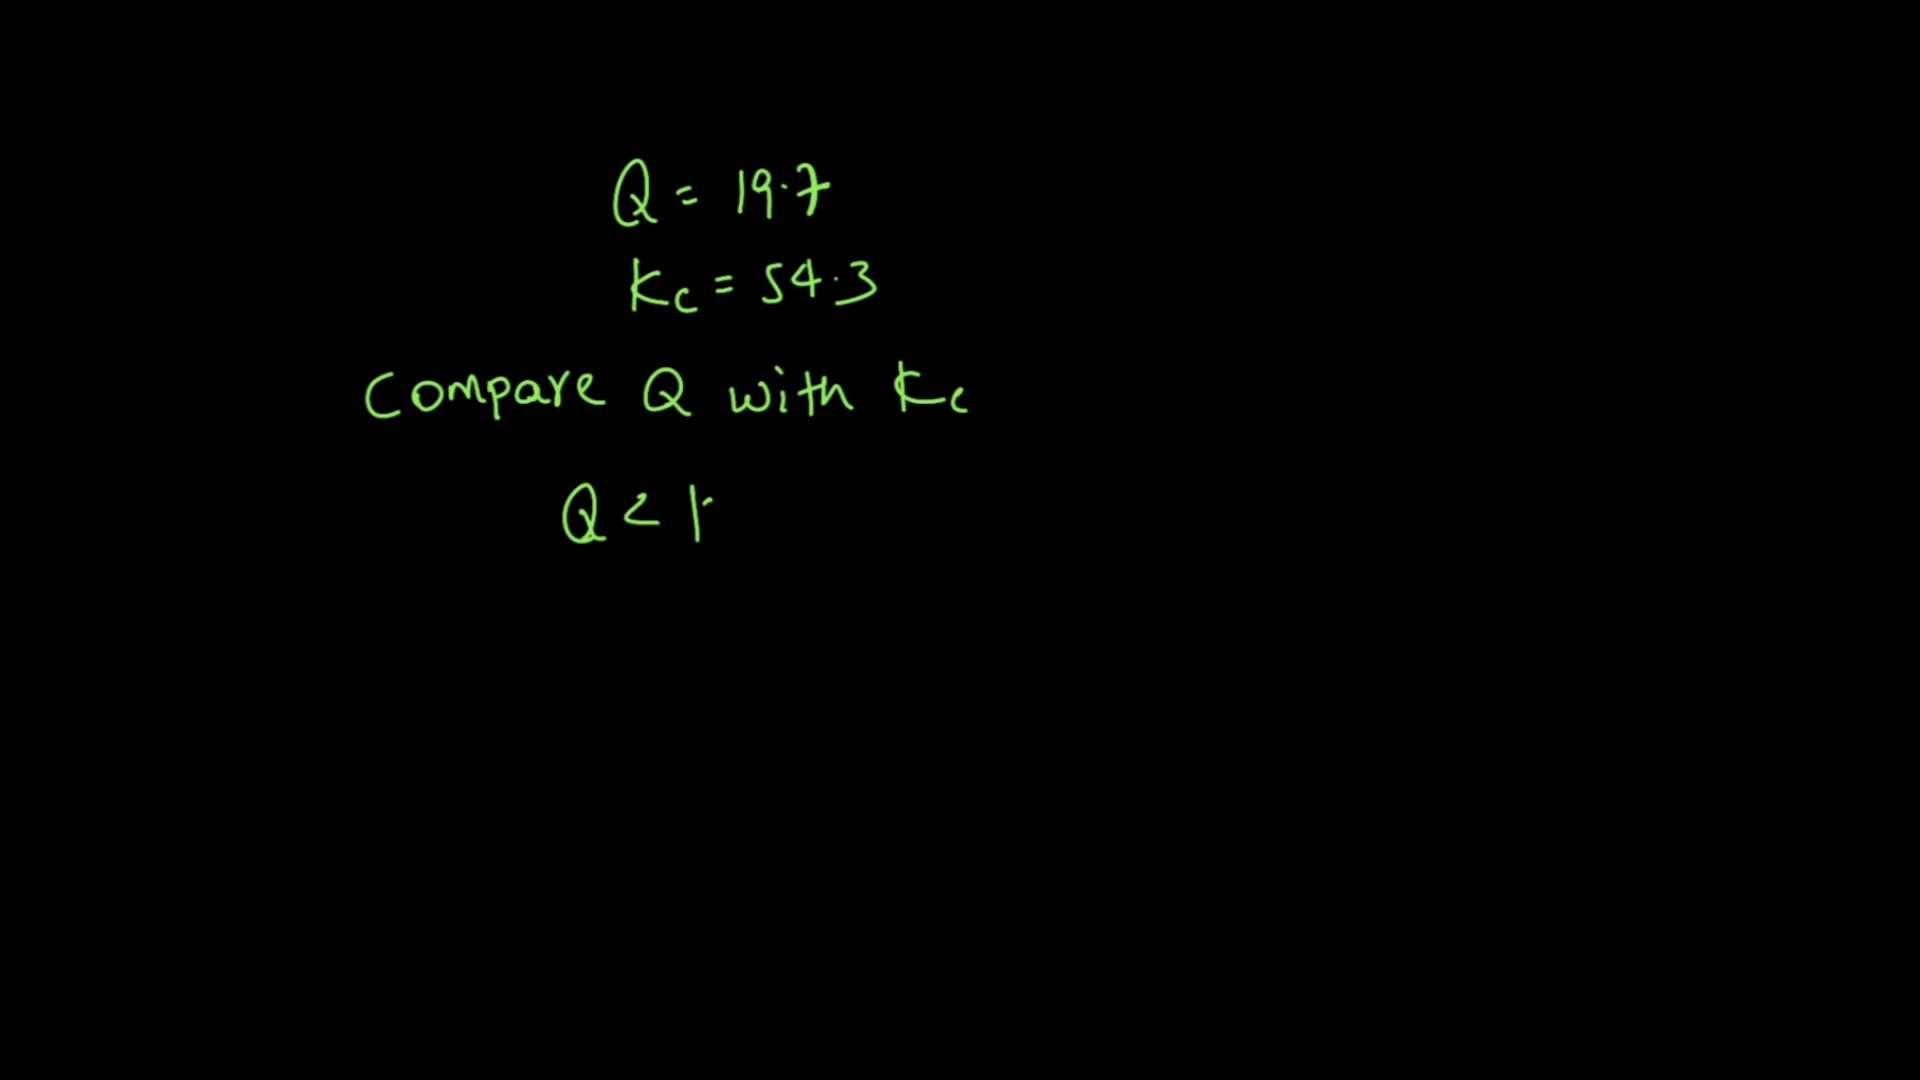 Q = 19.7
Kc = 54.3
Compare Q with Kc
Q <